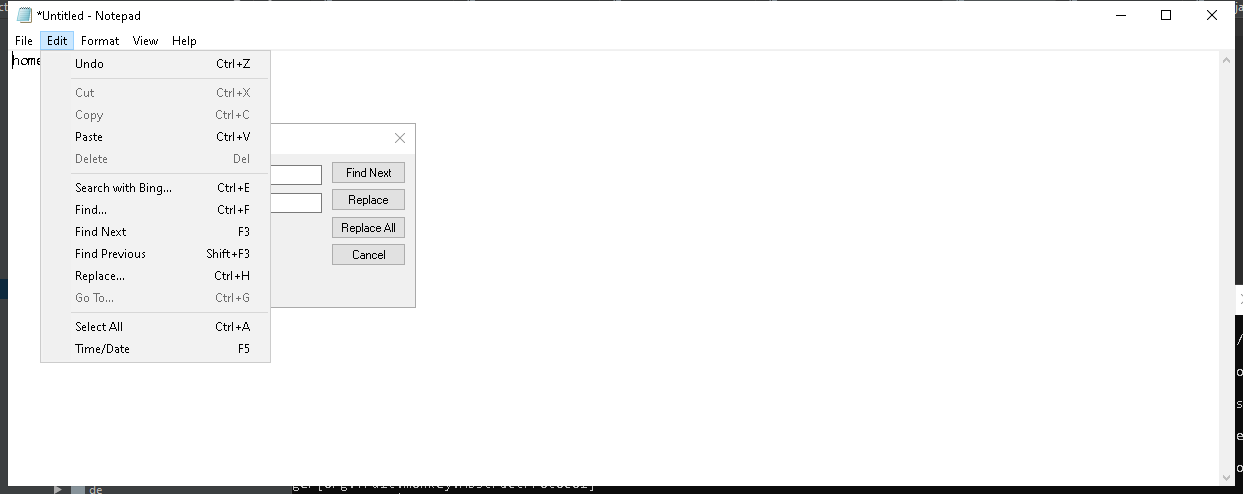 *Untitled - Notepad
File Edit Format View Help
home
Undo Ctrl+Z
Cut Ctrl+X
Copy Ctrl+C
Paste Ctrl+V
Delete Del
Search with Bing... Ctrl+E
Find... Ctrl+F
Find Next F3
Find Previous Shift+F3
Replace... Ctrl+H
Go To... Ctrl+G
Select All Ctrl+A
Time/Date F5
Find Next
Replace
Replace All
Cancel
de